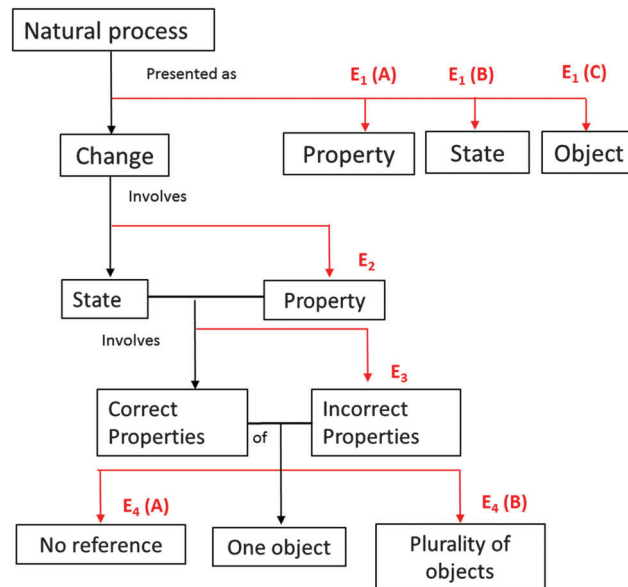 Natural process
Presented as
E₁ (A)
E₁ (B)
E₁ (C)
Change
Property
State
Object
Involves
E₂
State
Property
Involves
E₃
Correct
Properties
of
Incorrect
Properties
E₄ (A)
E₄ (B)
No reference
One object
Plurality of
objects